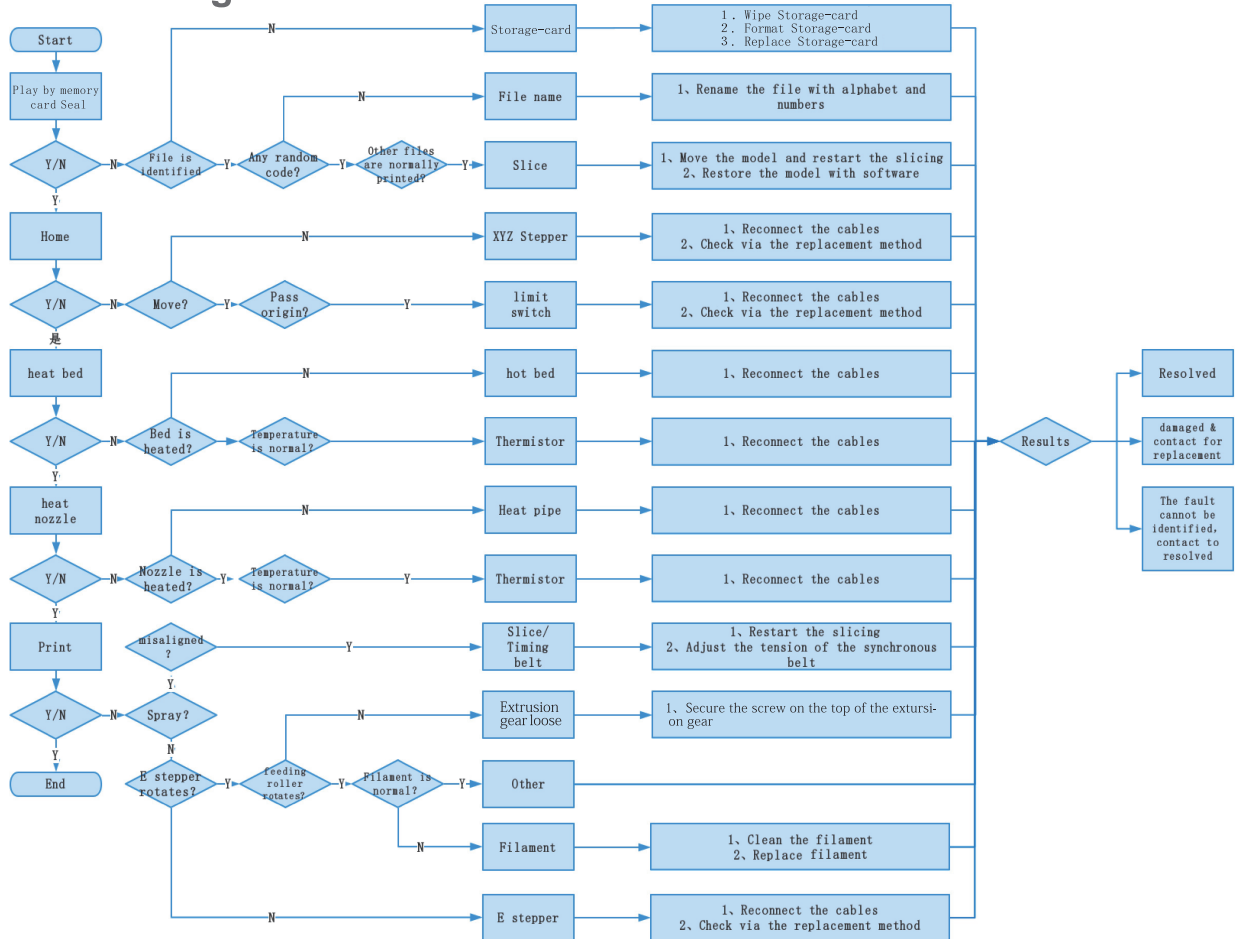 Start
Play by memory
card Seal
Y/N
N
File is
identified
N
Storage-card
1. Wipe Storage-card
2. Format Storage-card
3. Replace Storage-card
Y
Any random
code?
N
File name
1、Rename the file with alphabet and
numbers
Y
Other files
are normally
printed?
Y
Slice
1、Move the model and restart the slicing
2、Restore the model with software
Y
Home
Y/N
N
Move?
N
XYZ Stepper
1、Reconnect the cables
2、Check via the replacement method
Y
Pass
origin?
Y
limit
switch
1、Reconnect the cables
2、Check via the replacement method
是
heat bed
Y/N
N
Bed is
heated?
N
hot bed
1、Reconnect the cables
Temperature
is normal?
Thermistor
1、Reconnect the cables
Y
heat
nozzle
Y/N
N
Nozzle is
heated?
N
Heat pipe
1、Reconnect the cables
Y
Temperature
is normal?
Y
Thermistor
1、Reconnect the cables
Y
Print
Y/N
N
Spray?
Y
misaligned
?
Y
Slice/
Timing
belt
1、Restart the slicing
2、Adjust the tension of the synchronous
belt
N
E stepper
rotates?
Y
feeding
roller
rotates?
N
Extrusion
gear loose
1、Secure the screw on the top of the extursi-
on gear
Y
Filament is
normal?
Y
Other
N
Filament
1、Clean the filament
2、Replace filament
N
E stepper
1、Reconnect the cables
2、Check via the replacement method
Y
End
Results
Resolved
damaged &
contact for
replacement
The fault
cannot be
identified,
contact to
resolved